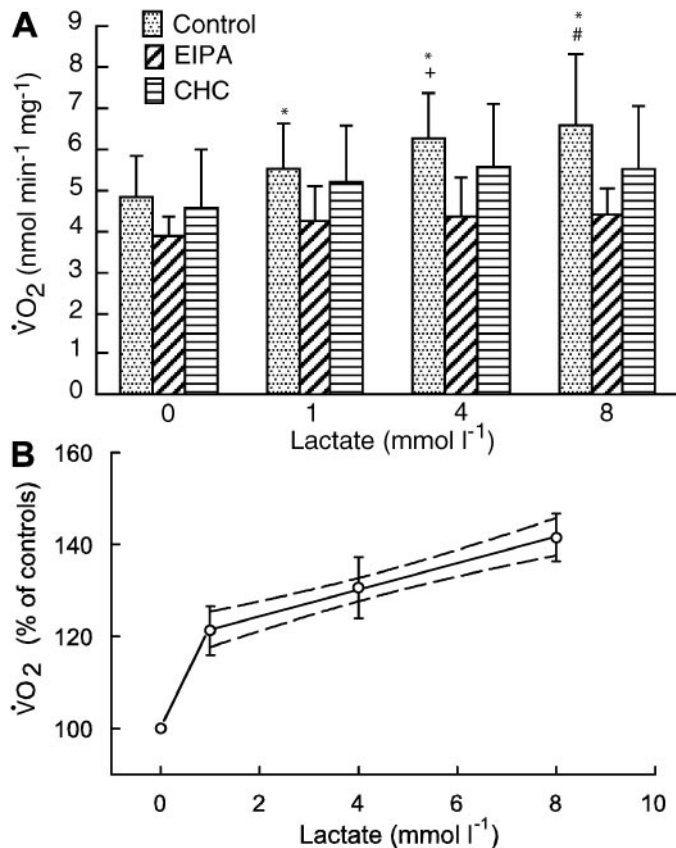 A
9
8
7
6
5
4
3
2
1
0
V̇O2 (nmol min-1 mg-1)
Control
EIPA
CHC
*
*
+
*
#
0 1 4 8
Lactate (mmol l-1)
B
160
140
120
100
V̇O2 (% of controls)
0 2 4 6 8 10
Lactate (mmol l-1)